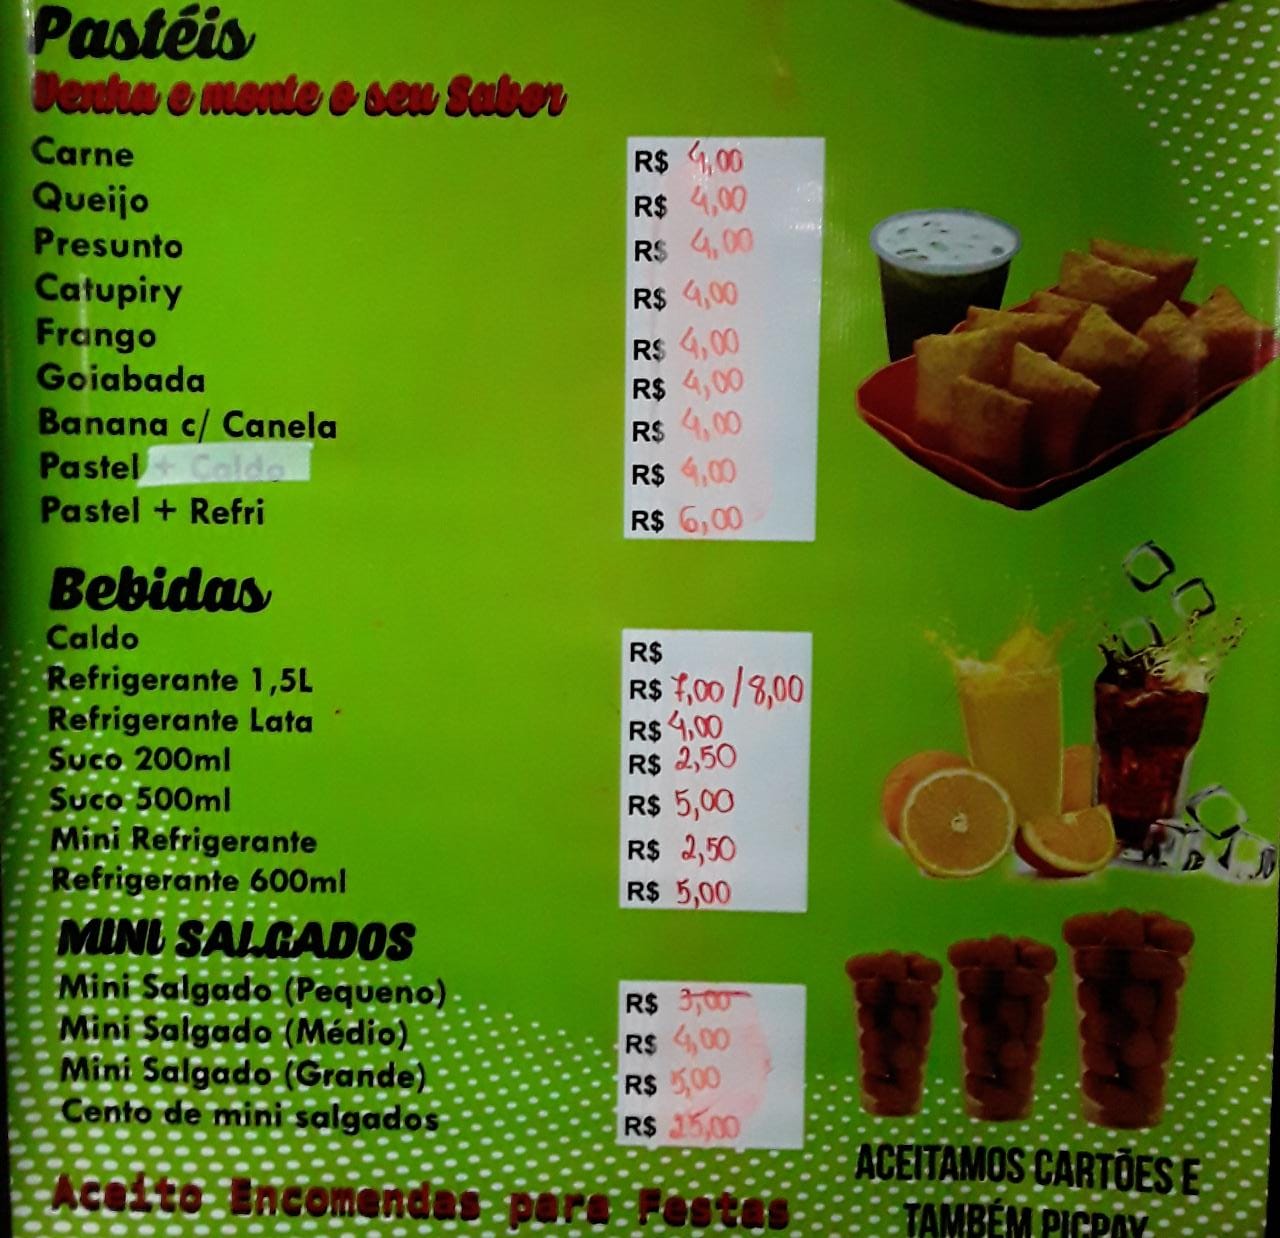 Pastéis
Venha e monte o seu Sabor
Carne R$ 4,00
Queijo R$ 4,00
Presunto R$ 4,00
Catupiry R$ 4,00
Frango R$ 4,00
Goiabada R$ 4,00
Banana c/ Canela R$ 4,00
Pastel + Caldo R$ 4,00
Pastel + Refri R$ 6,00
Bebidas
Caldo R$
Refrigerante 1,5L R$ 7,00 / 8,00
Refrigerante Lata R$ 4,00
Suco 200ml R$ 2,50
Suco 500ml R$ 5,00
Mini Refrigerante R$ 2,50
Refrigerante 600ml R$ 5,00
MINI SALGADOS
Mini Salgado (Pequeno) R$ 3,00
Mini Salgado (Médio) R$ 4,00
Mini Salgado (Grande) R$ 5,00
Cento de mini salgados R$ 25,00
Aceito Encomendas para Festas
ACEITAMOS CARTÕES E
TAMBÉM PICPAY